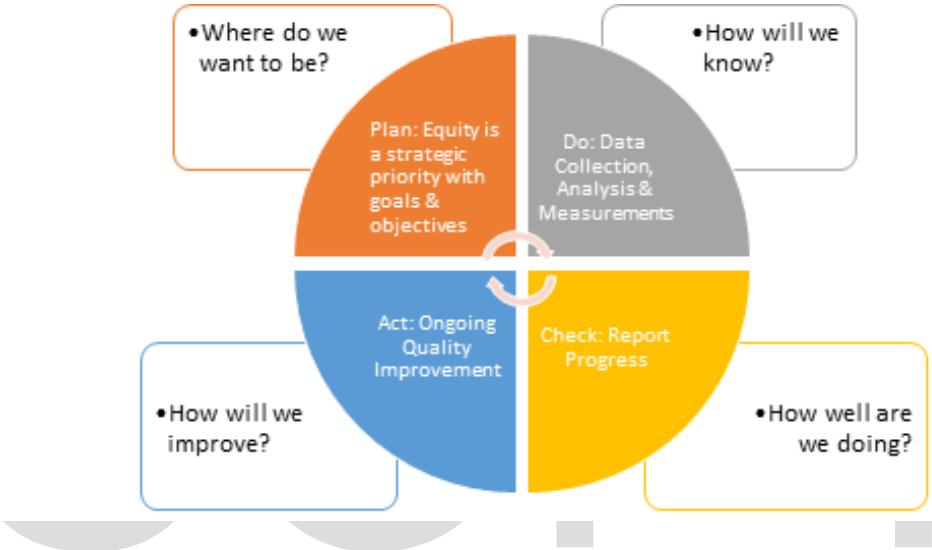 •Where do we
want to be?
•How will we
know?
Plan: Equity is
a strategic
priority with
goals &
objectives
Do: Data
Collection,
Analysis &
Measurements
Act: Ongoing
Quality
Improvement
Check: Report
Progress
•How will we
improve?
•How well are
we doing?